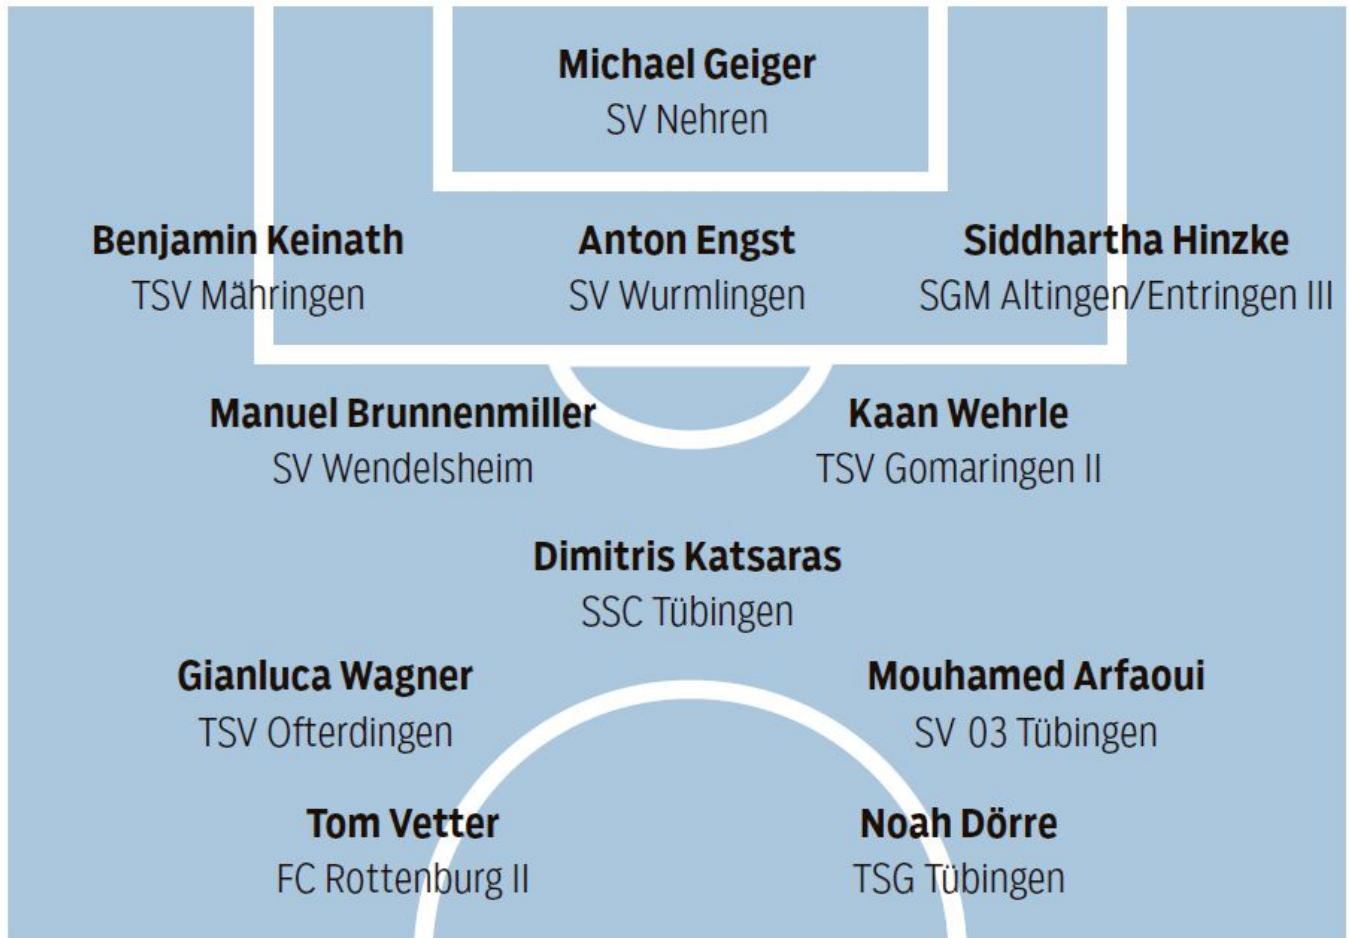 Michael Geiger
SV Nehren
Benjamin Keinath
TSV Mähringen
Anton Engst
SV Wurmlingen
Siddhartha Hinzke
SGM Altingen/Entringen III
Manuel Brunnenmiller
SV Wendelsheim
Kaan Wehrle
TSV Gomaringen II
Dimitris Katsaras
SSC Tübingen
Gianluca Wagner
TSV Ofterdingen
Mouhamed Arfaoui
SV 03 Tübingen
Tom Vetter
FC Rottenburg II
Noah Dörre
TSG Tübingen